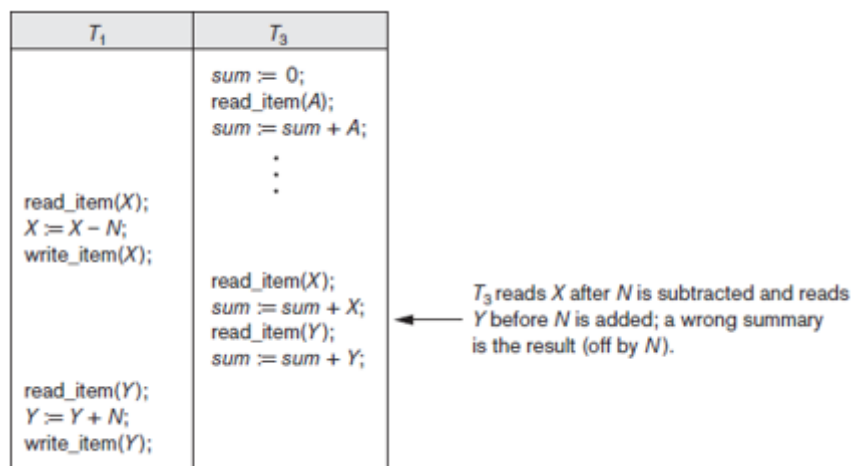 T₁ T₃
sum := 0;
read_item(A);
sum := sum + A;
read_item(X);
X := X – N;
write_item(X);
read_item(X);
sum := sum + X;
read_item(Y);
sum := sum + Y;
T₃ reads X after N is subtracted and reads
Y before N is added; a wrong summary
is the result (off by N).
read_item(Y);
Y := Y + N;
write_item(Y);